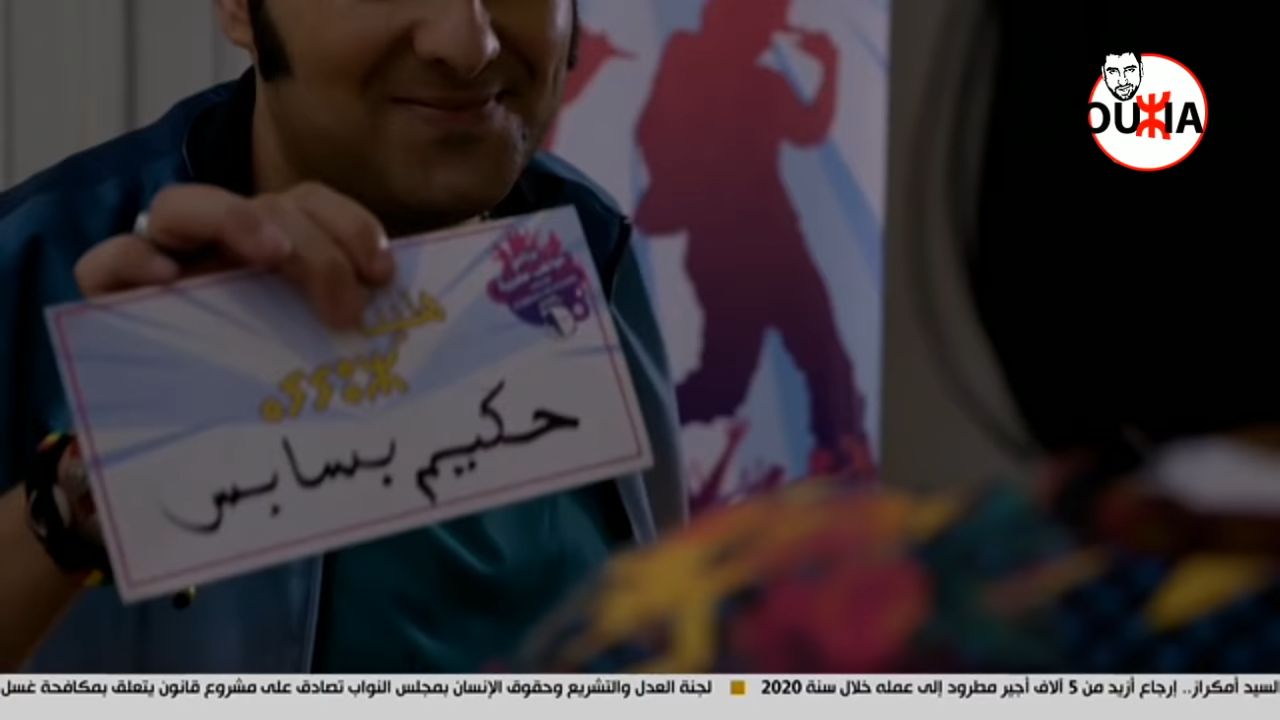 OUⵣIA
حكيم بسابس
السيد أمكراز.. إرجاع أزيد من 5 آلاف أجير مطرود إلى عمله خلال سنة 2020 ■ لجنة العدل والتشريع وحقوق الإنسان بمجلس النواب تصادق على مشروع قانون يتعلق بمكافحة غسل